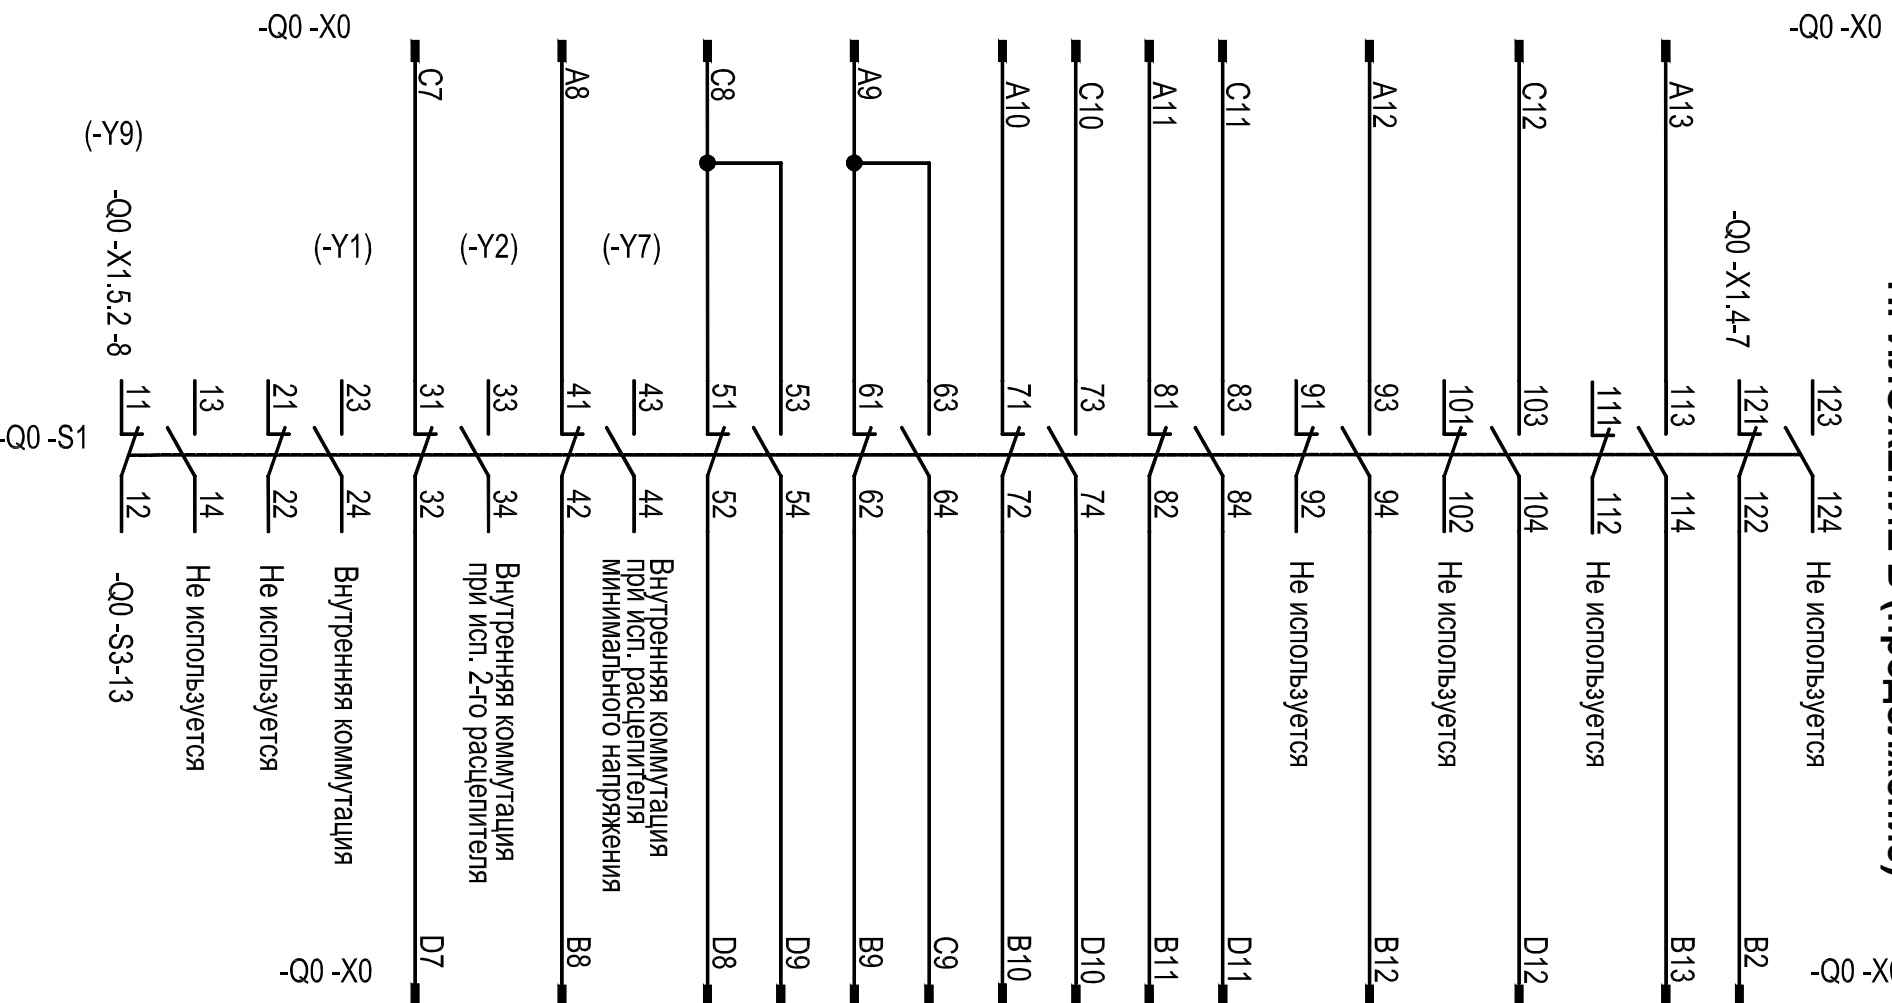 -Q0 -X0
-Q0 -X0
C7
A8
C8
A9
A10
C10
A11
C11
A12
C12
A13
(-Y9)
(-Y1)
(-Y2)
(-Y7)
-Q0 -X1.5.2 -8
-Q0 -X1.4-7
11
13
21
23
31
33
41
43
51
53
61
63
71
73
81
83
91
93
101
103
111
113
121
123
-Q0 -S1
12
14
22
24
32
34
42
44
52
54
62
64
72
74
82
84
92
94
102
104
112
114
122
124
-Q0 -S3-13
Не используется
Не используется
Внутренняя коммутация
Внутренняя коммутация
при исп. 2-го расцепителя
Внутренняя коммутация
при исп. расцепителя
минимального напряжения
Не используется
Не используется
Не используется
Не используется
-Q0 -X0
D7
B8
D8
D9
B9
C9
B10
D10
B11
D11
B12
D12
B13
B2
-Q0 -X0